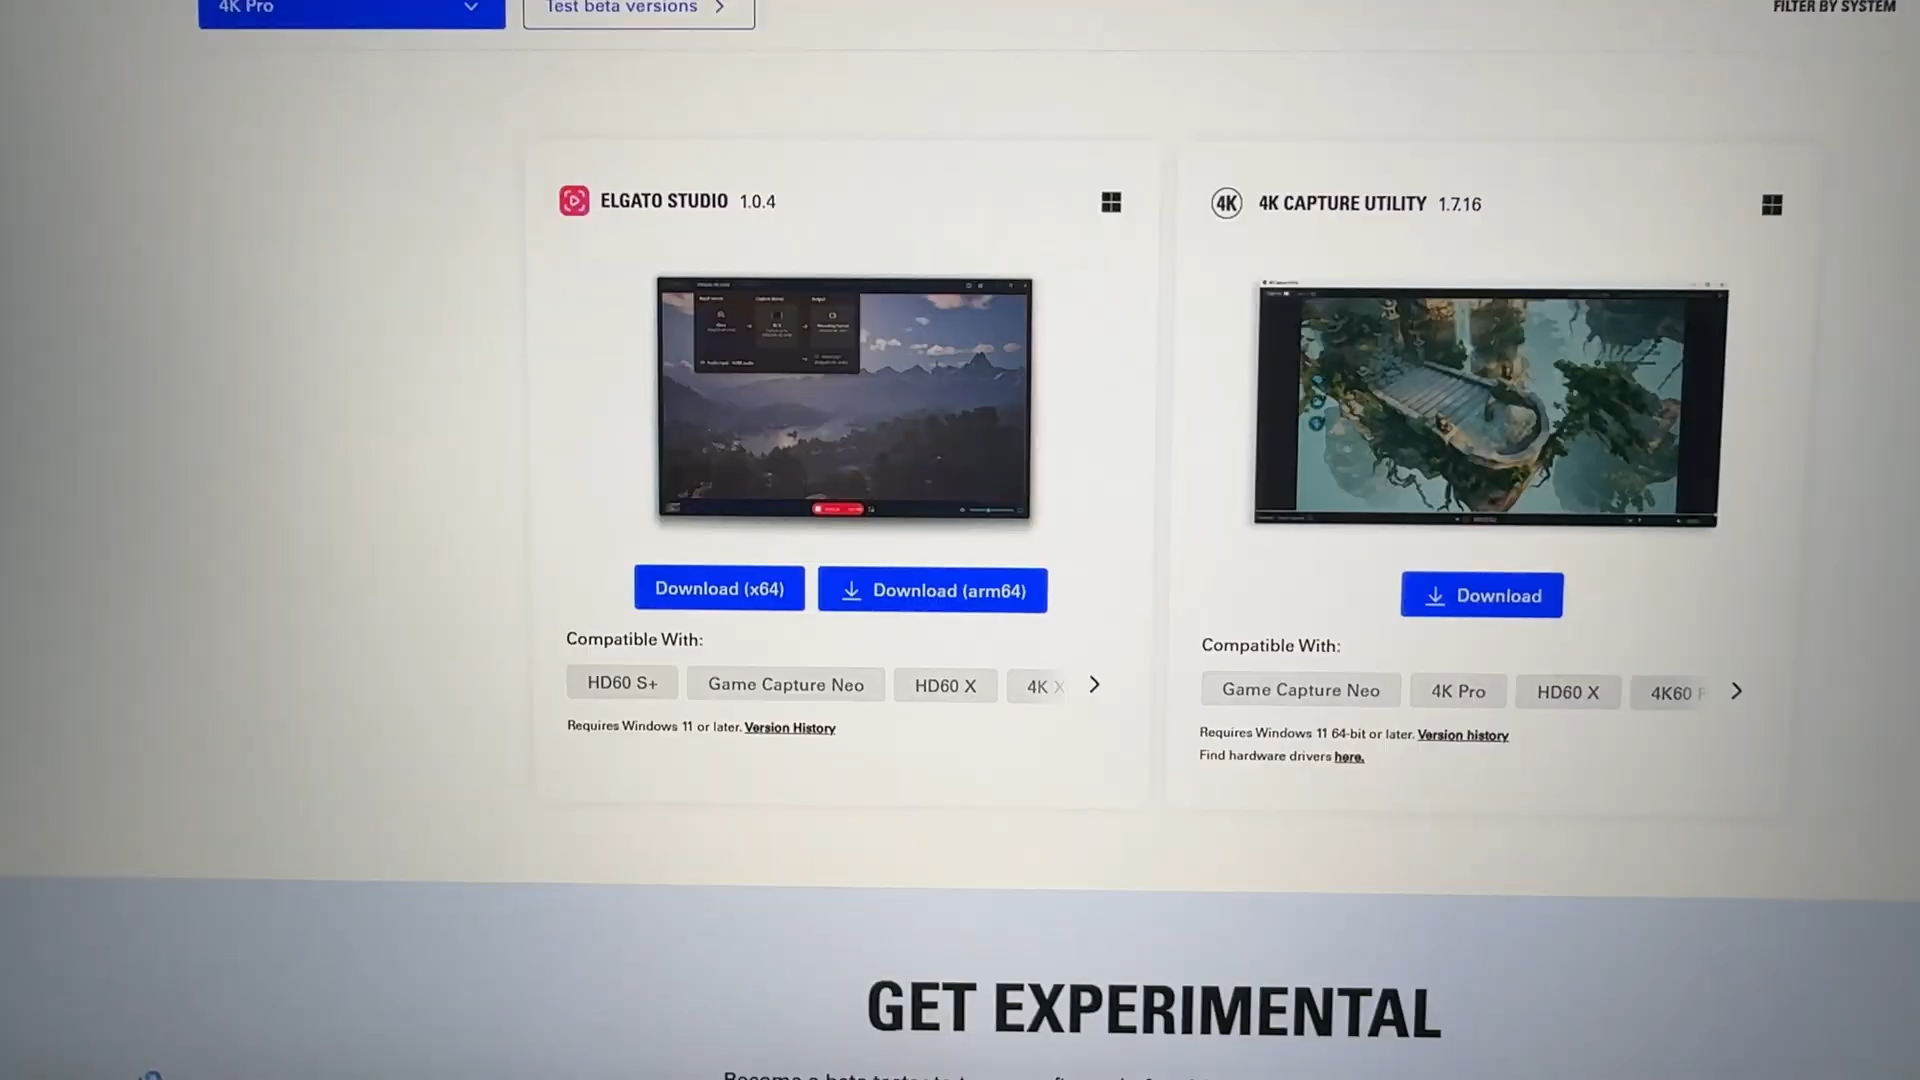 4K Pro
Test beta versions
FILTER BY SYSTEM
ELGATO STUDIO 1.0.4
Download (x64)
Download (arm64)
Compatible With:
HD60 S+
Game Capture Neo
HD60 X
4K X
Requires Windows 11 or later. Version History
4K
4K CAPTURE UTILITY 1.7.16
Download
Compatible With:
Game Capture Neo
4K Pro
HD60 X
4K60
Requires Windows 11 64-bit or later. Version history
Find hardware drivers here.
GET EXPERIMENTAL